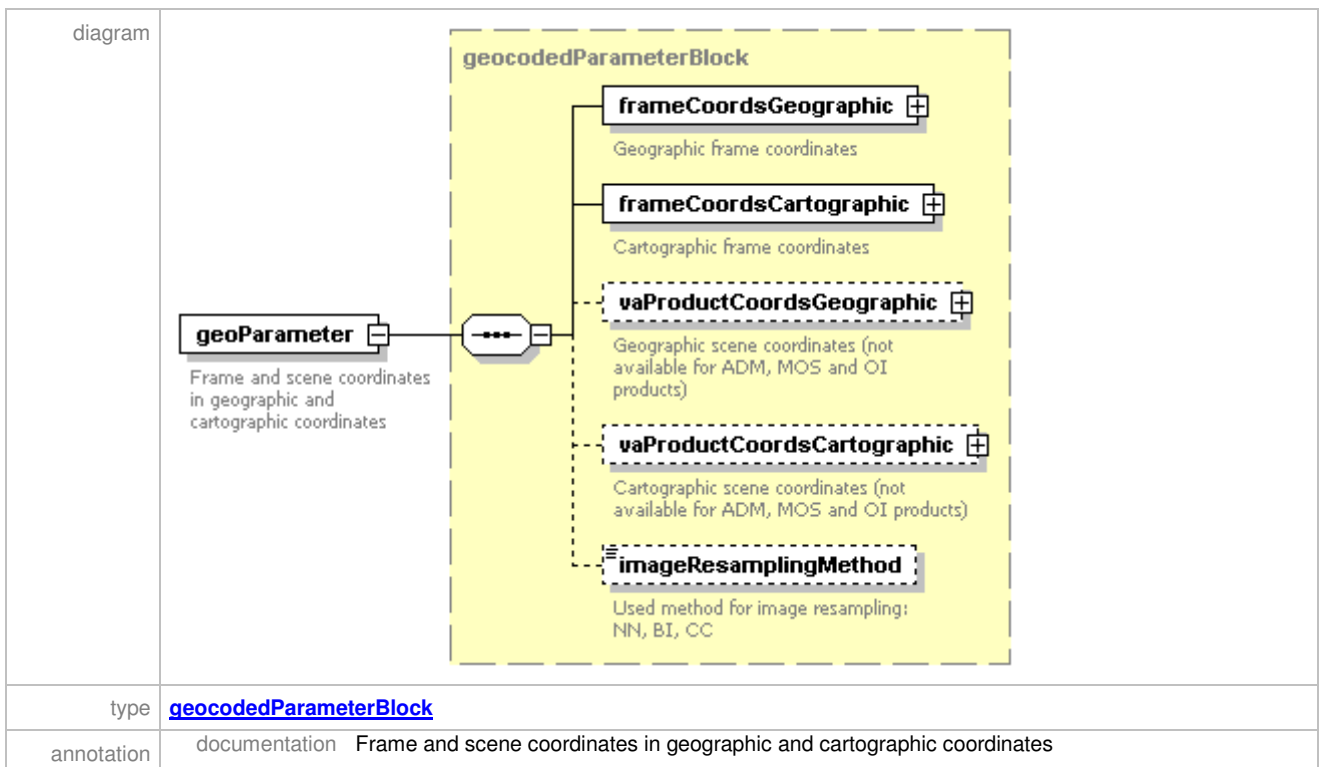 diagram
geocodedParameterBlock
frameCoordsGeographic
Geographic frame coordinates
frameCoordsCartographic
Cartographic frame coordinates
vaProductCoordsGeographic
Geographic scene coordinates (not
available for ADM, MOS and OI
products)
geoParameter
Frame and scene coordinates
in geographic and
cartographic coordinates
vaProductCoordsCartographic
Cartographic scene coordinates (not
available for ADM, MOS and OI products)
imageResamplingMethod
Used method for image resampling:
NN, BI, CC
type geocodedParameterBlock
annotation documentation Frame and scene coordinates in geographic and cartographic coordinates